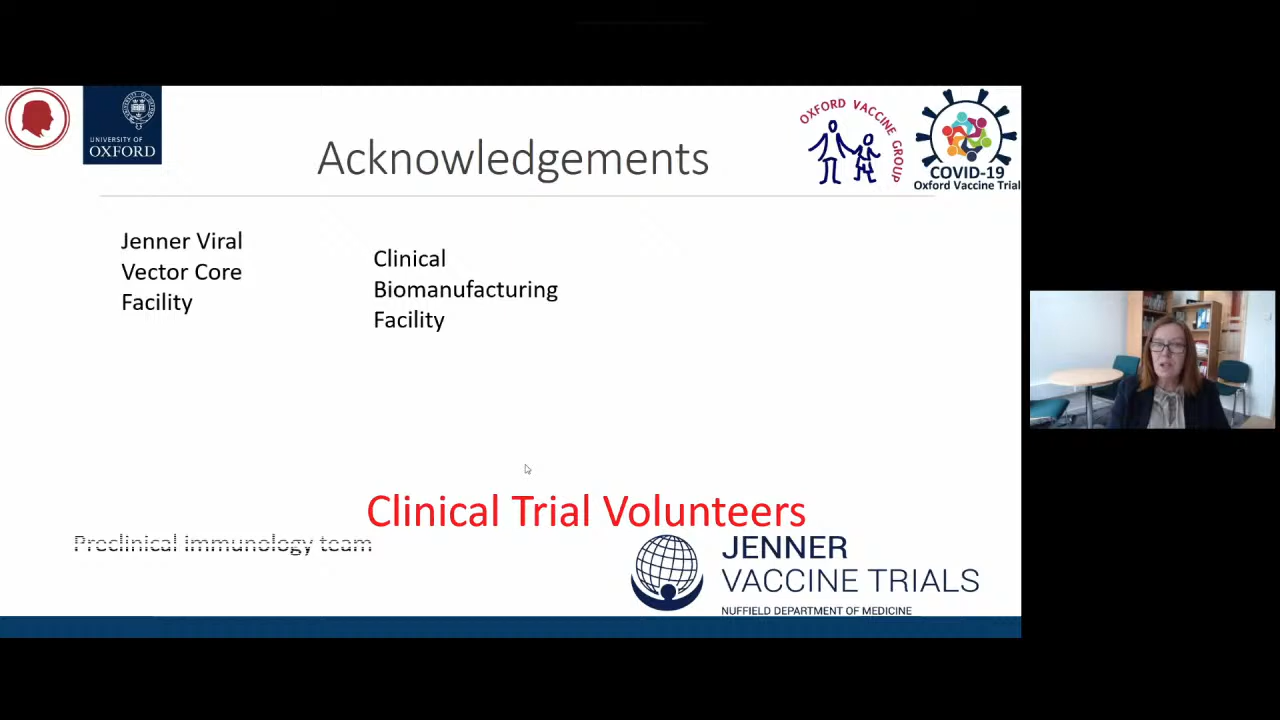 UNIVERSITY OF
OXFORD
Acknowledgements
OXFORD VACCINE GROUP
COVID-19
Oxford Vaccine Trial
Jenner Viral
Vector Core
Facility
Clinical
Biomanufacturing
Facility
Clinical Trial Volunteers
Preclinical immunology team
JENNER
VACCINE TRIALS
NUFFIELD DEPARTMENT OF MEDICINE